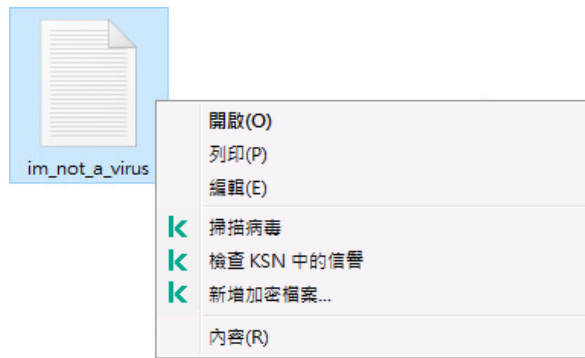 im_not_a_virus
開啟(O)
列印(P)
編輯(E)
掃描病毒
檢查 KSN 中的信譽
新增加密檔案...
內容(R)